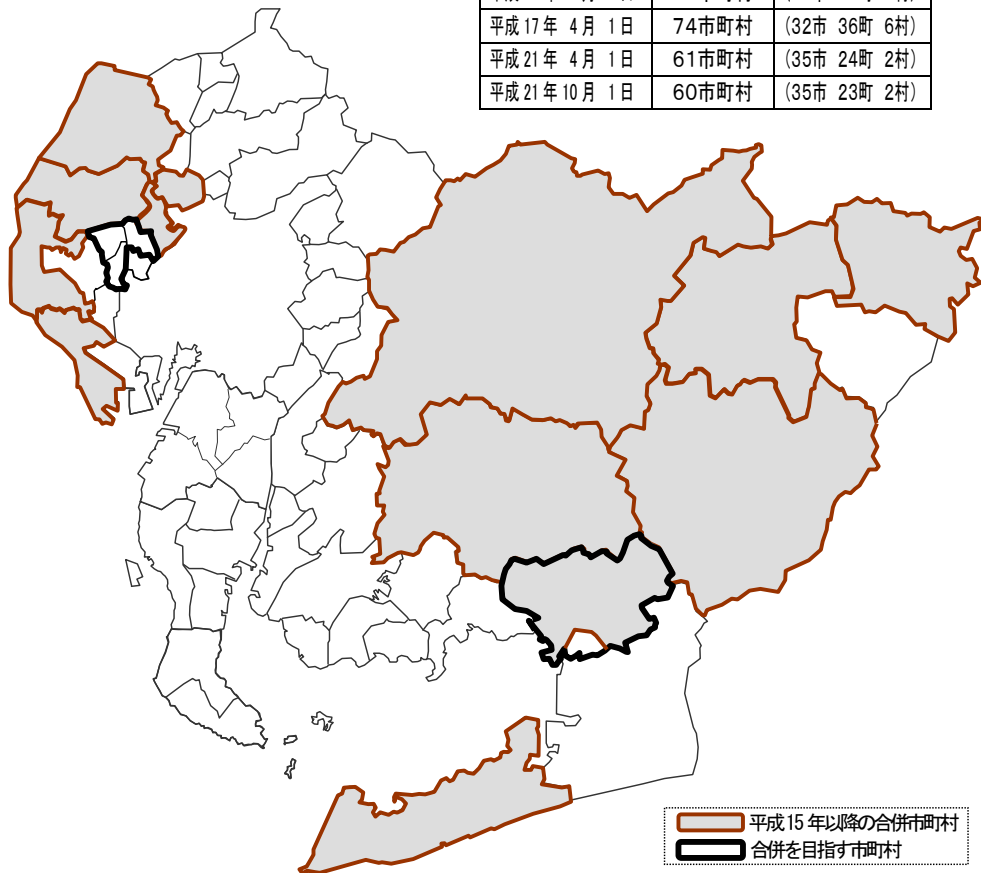 平成17年 4月 1日 74市町村 (32市 36町 6村)
平成21年 4月 1日 61市町村 (35市 24町 2村)
平成21年10月 1日 60市町村 (35市 23町 2村)
平成15年以降の合併市町村
合併を目指す市町村